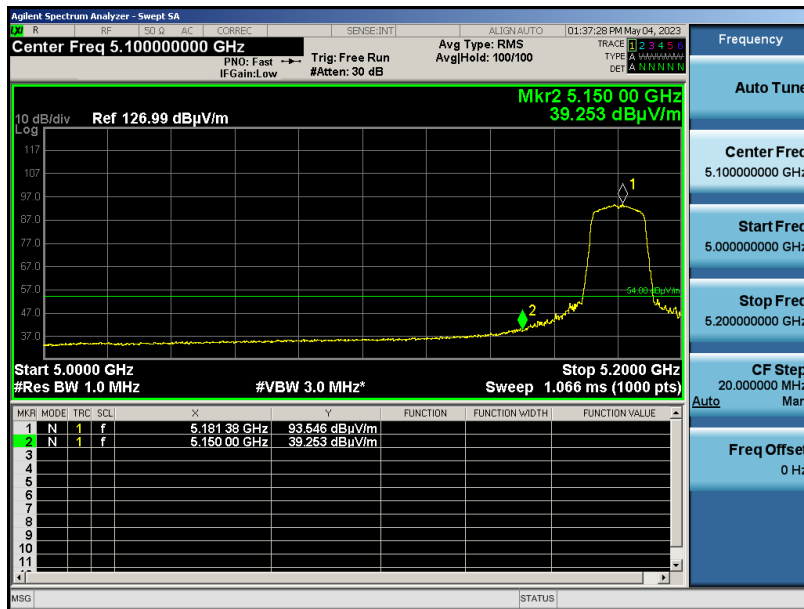 Agilent Spectrum Analyzer - Swept SA
LXI R RF 50 Ω AC CORREC SENSE:INT ALIGN AUTO 01:37:28 PM May 04, 2023
Center Freq 5.100000000 GHz
PNO: Fast
IFGain:Low
Trig: Free Run
#Atten: 30 dB
Avg Type: RMS
Avg|Hold: 100/100
TRACE 1 2 3 4 5 6
TYPE A WWWWW
DET A N N N N N
Mkr2 5.150 00 GHz
39.253 dBµV/m
10 dB/div
Log
Ref 126.99 dBµV/m
117
107
97.0
87.0
77.0
67.0
57.0
47.0
37.0
1
54.00 dBµV/m
2
Start 5.0000 GHz Stop 5.2000 GHz
#Res BW 1.0 MHz #VBW 3.0 MHz* Sweep 1.066 ms (1000 pts)
MKR MODE TRC SCL X Y FUNCTION FUNCTION WIDTH FUNCTION VALUE
1 N 1 f 5.181 38 GHz 93.546 dBµV/m
2 N 1 f 5.150 00 GHz 39.253 dBµV/m
3
4
5
6
7
8
9
10
11
MSG STATUS
Frequency
Auto Tune
Center Freq
5.100000000 GHz
Start Freq
5.000000000 GHz
Stop Freq
5.200000000 GHz
CF Step
20.000000 MHz
Auto Man
Freq Offset
0 Hz